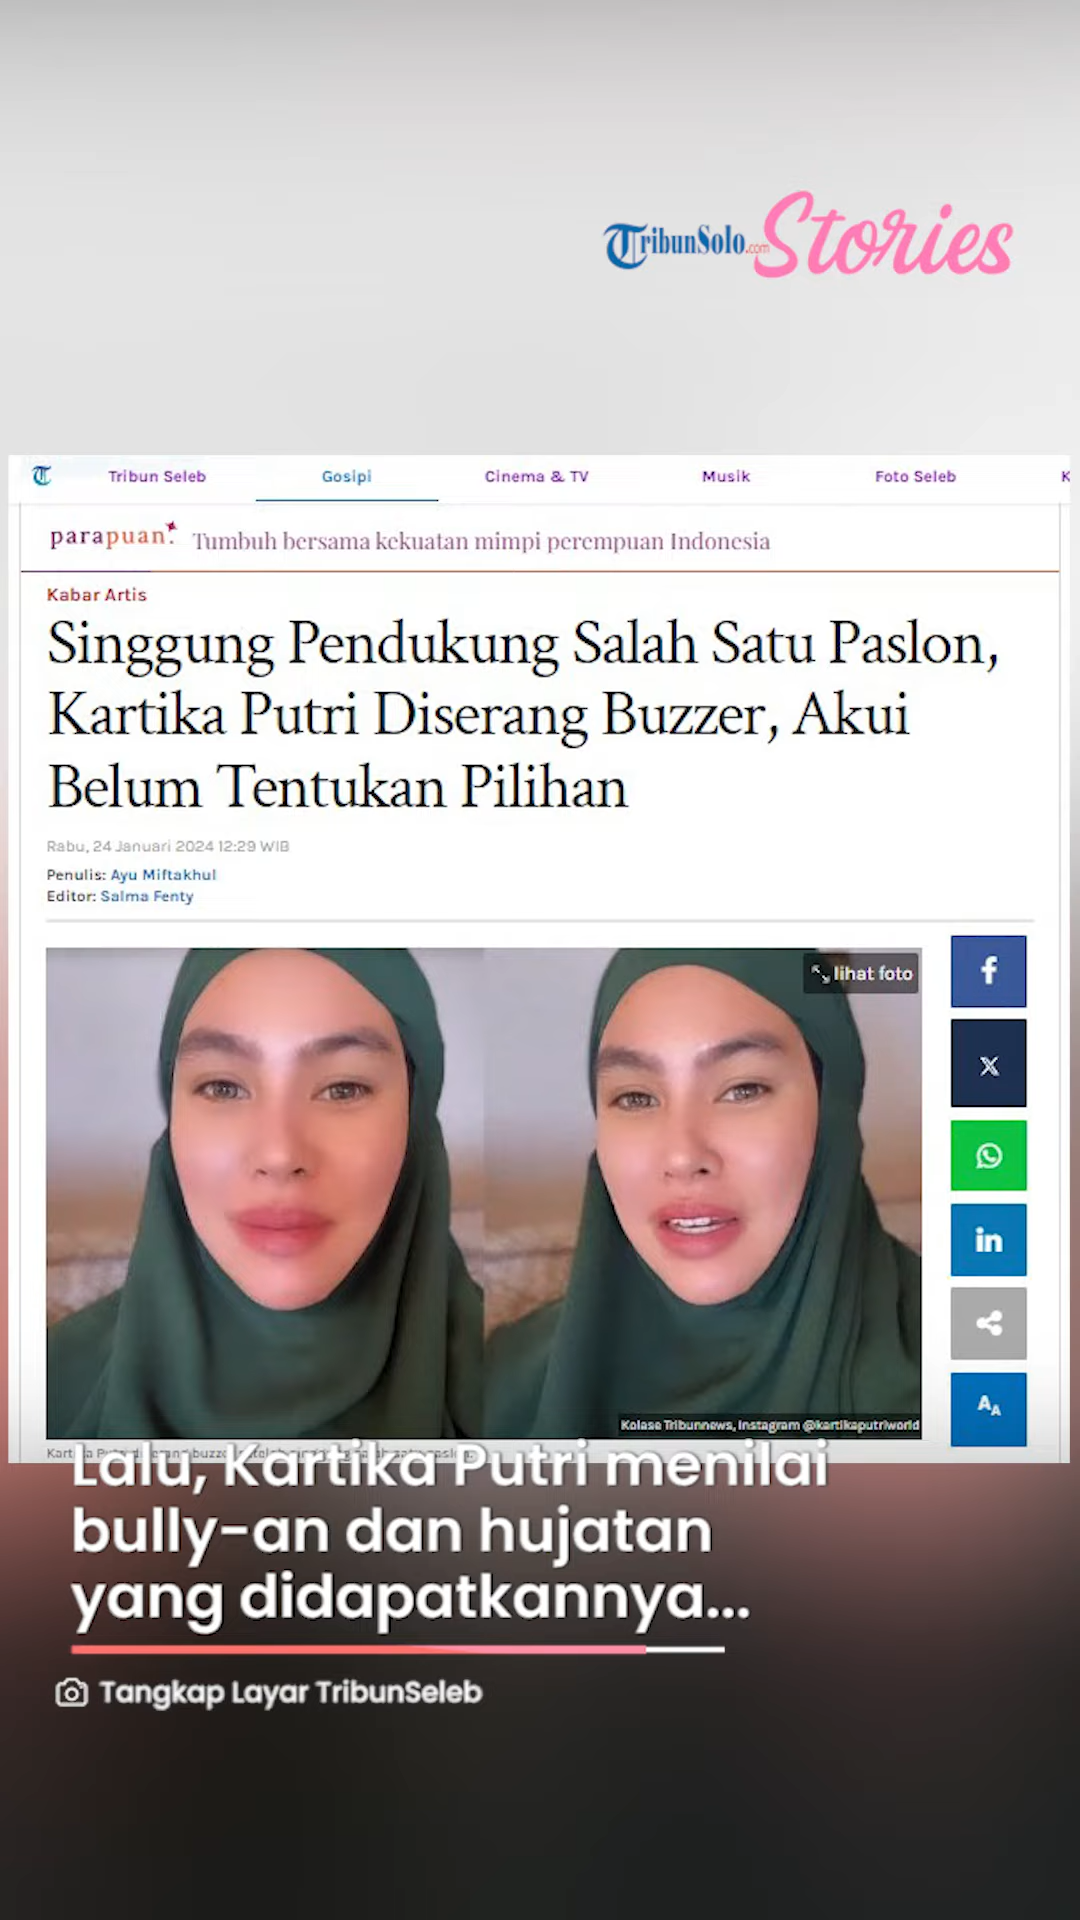 TribunSolo.com Stories
Tribun Seleb Gosipi Cinema & TV Musik Foto Seleb K
parapuan. Tumbuh bersama kekuatan mimpi perempuan Indonesia
Kabar Artis
Singgung Pendukung Salah Satu Paslon,
Kartika Putri Diserang Buzzer, Akui
Belum Tentukan Pilihan
Rabu, 24 Januari 2024 12:29 WIB
Penulis: Ayu Miftakhul
Editor: Salma Fenty
lihat foto
Kolase Tribunnews, Instagram @kartikaputriworld
Lalu, Kartika Putri menilai
bully-an dan hujatan
yang didapatkannya...
Tangkap Layar TribunSeleb